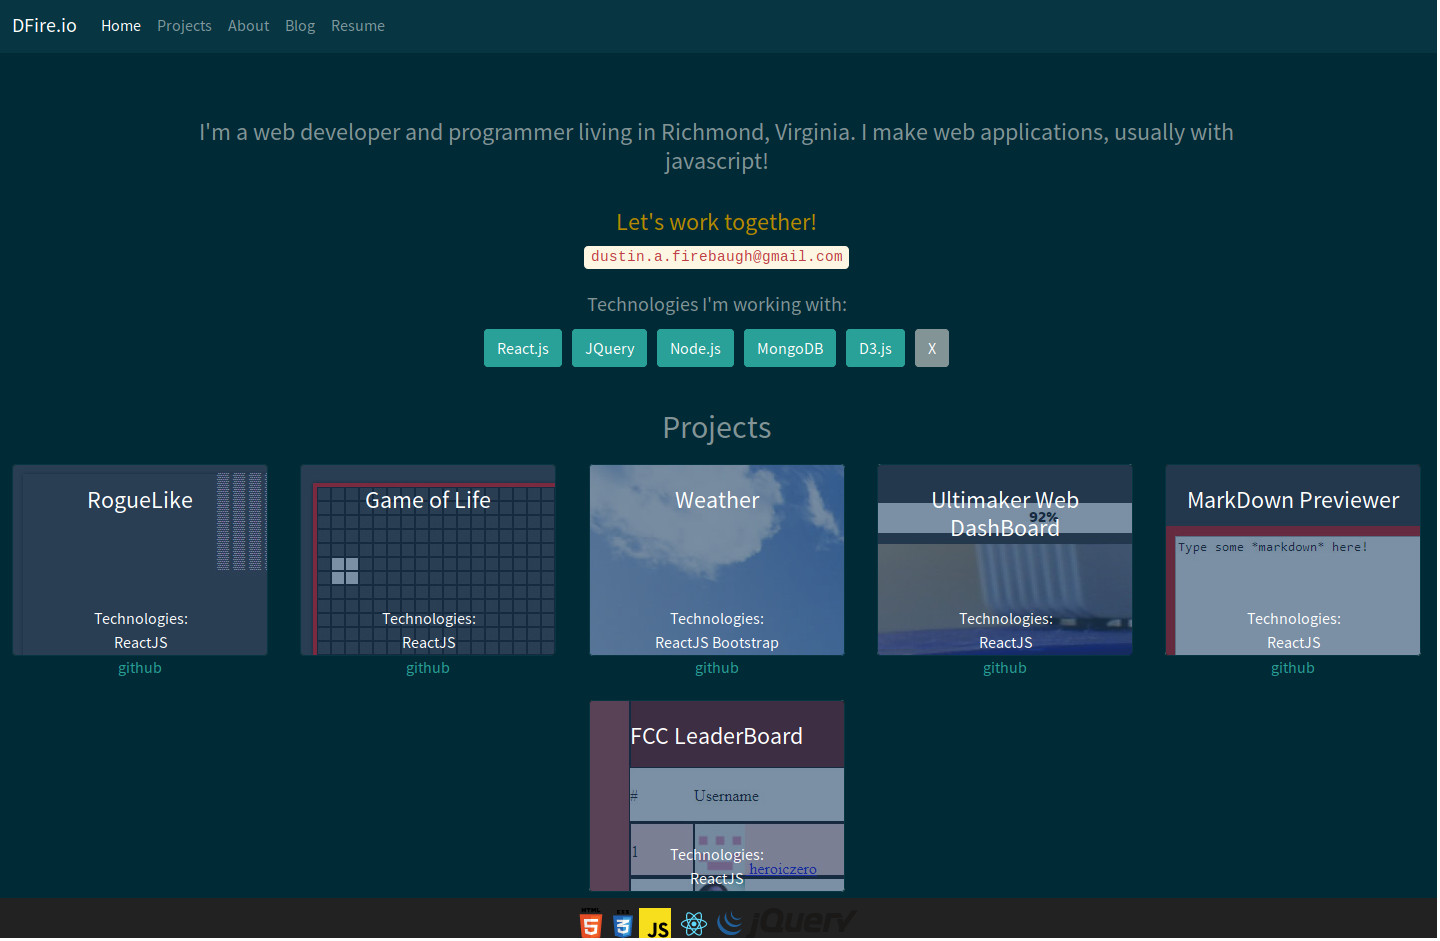 DFire.io Home Projects About Blog Resume
I'm a web developer and programmer living in Richmond, Virginia. I make web applications, usually with
javascript!
Let's work together!
dustin.a.firebaugh@gmail.com
Technologies I'm working with:
React.js JQuery Node.js MongoDB D3.js X
Projects
RogueLike
Technologies:
ReactJS
github
Game of Life
Technologies:
ReactJS
github
Weather
Technologies:
ReactJS Bootstrap
github
Ultimaker Web
92%
DashBoard
Technologies:
ReactJS
github
MarkDown Previewer
Type some *markdown* here!
Technologies:
ReactJS
github
FCC LeaderBoard
# Username
1
Technologies:
heroiczero
ReactJS
HTML
5
CSS
3
JS
jQuery